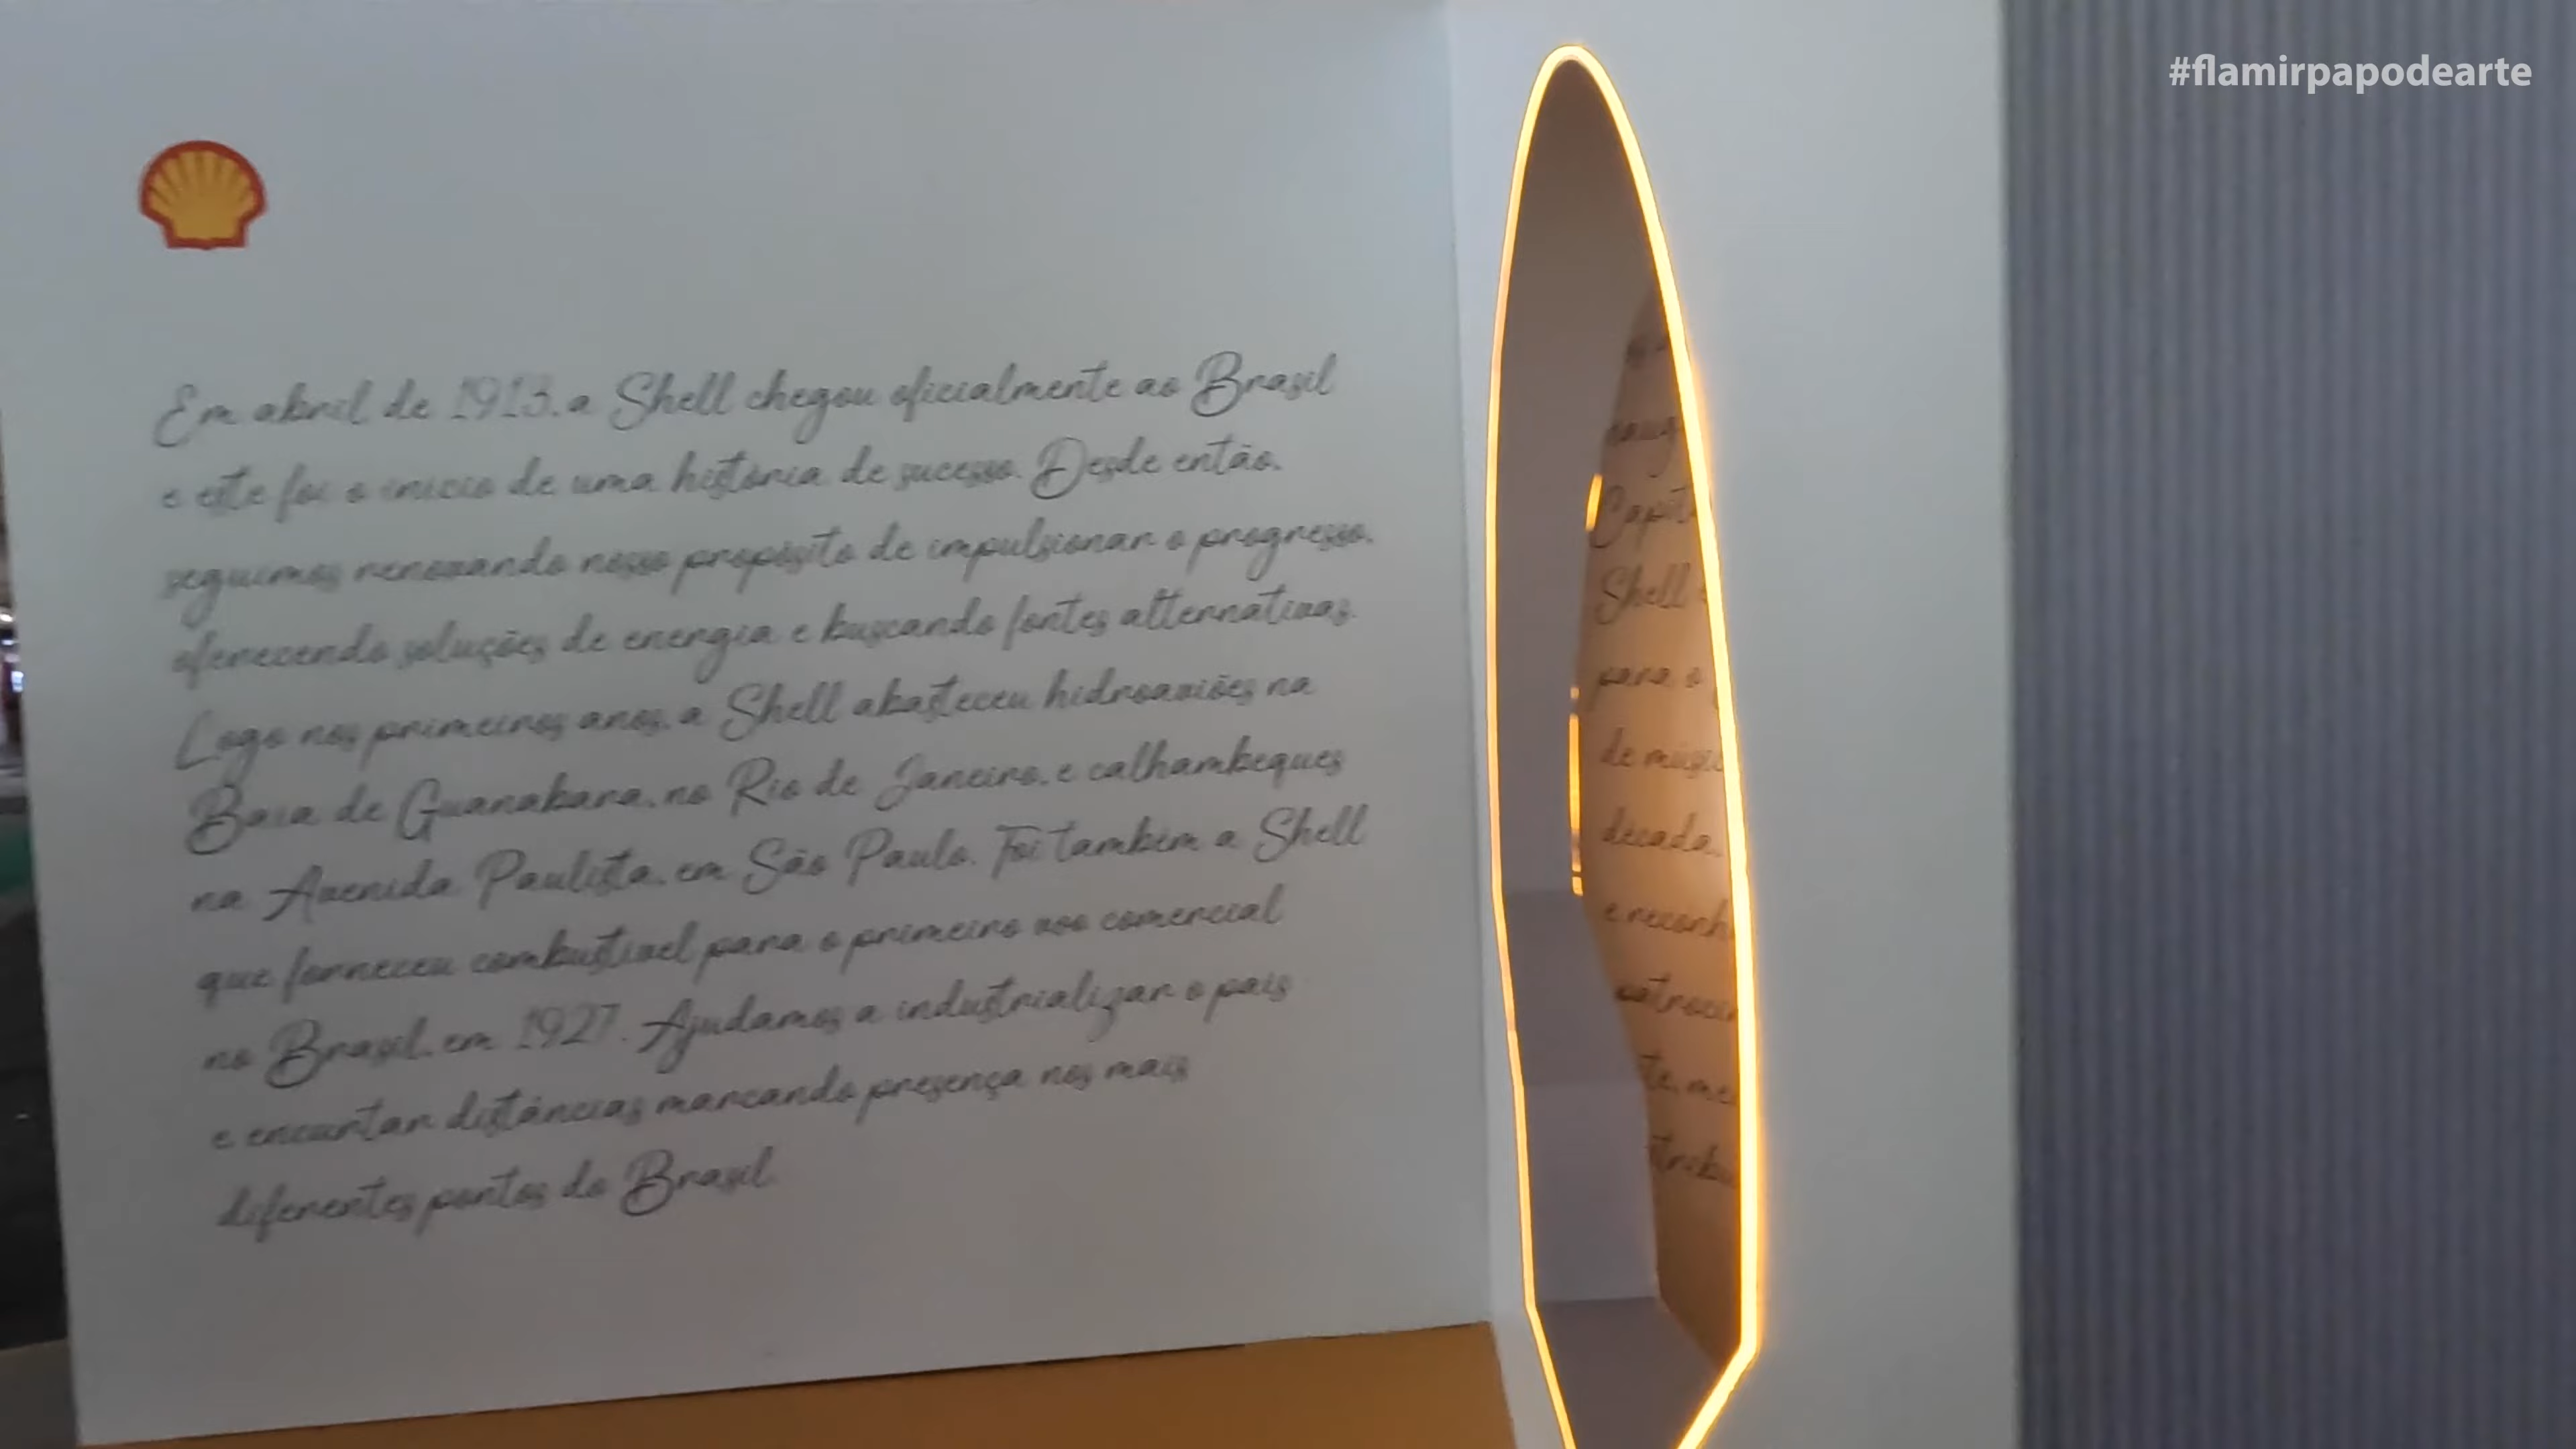 #flamirpapodearte
Em abril de 1913, a Shell chegou oficialmente ao Brasil
e este foi o início de uma história de sucesso. Desde então,
seguimos renovando nosso propósito de impulsionar o progresso,
oferecendo soluções de energia e buscando fontes alternativas.
Logo nos primeiros anos, a Shell abasteceu hidroaviões na
Baía de Guanabara, no Rio de Janeiro, e calhambeques
na Avenida Paulista, em São Paulo. Foi também a Shell
que forneceu combustível para o primeiro voo comercial
no Brasil, em 1927. Ajudamos a industrializar o país
e encurtar distâncias marcando presença nos mais
diferentes pontos do Brasil.
Shell
para o
de
década,